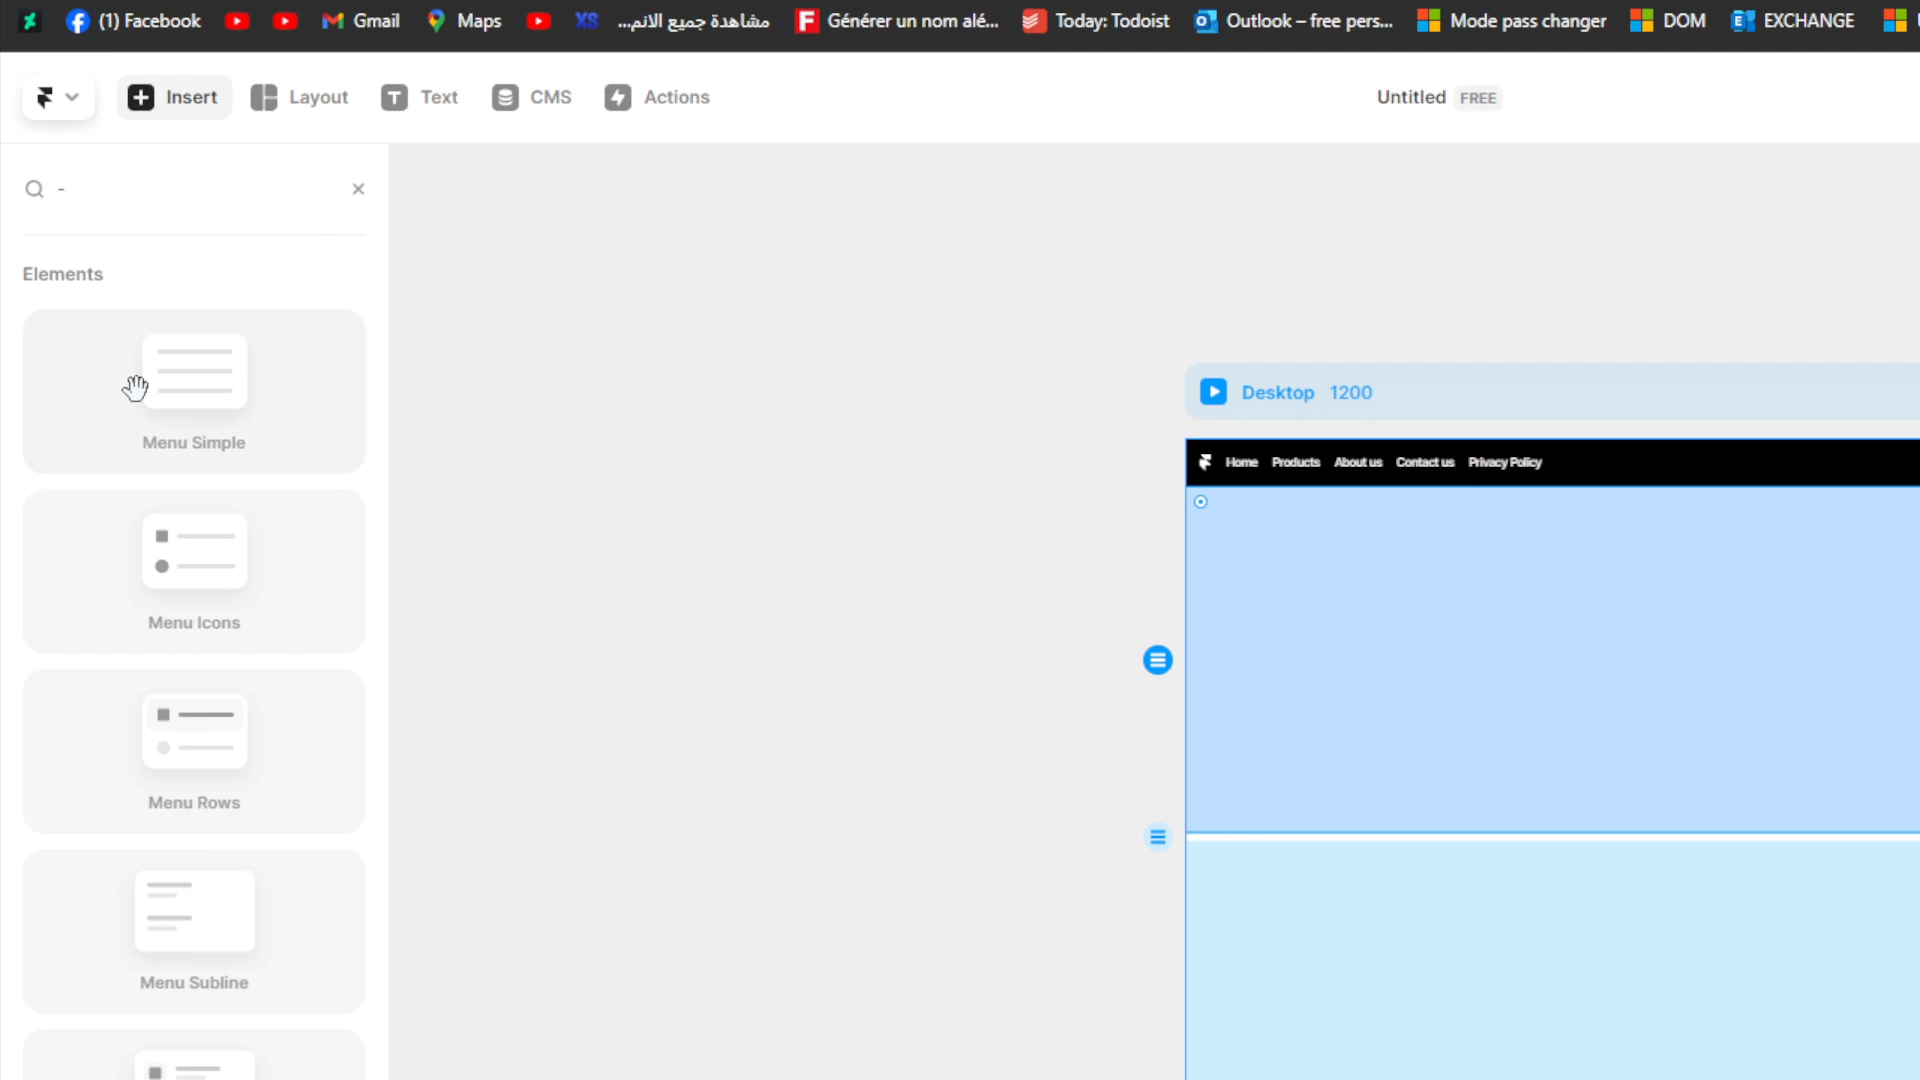 (1) Facebook Gmail Maps XS مشاهدة جميع الانم... Générer un nom alé... Today: Todoist Outlook – free pers... Mode pass changer DOM EXCHANGE
Insert Layout Text CMS Actions Untitled FREE
-
Elements
Menu Simple
Menu Icons
Menu Rows
Menu Subline
Desktop 1200
Home Products About us Contact us Privacy Policy